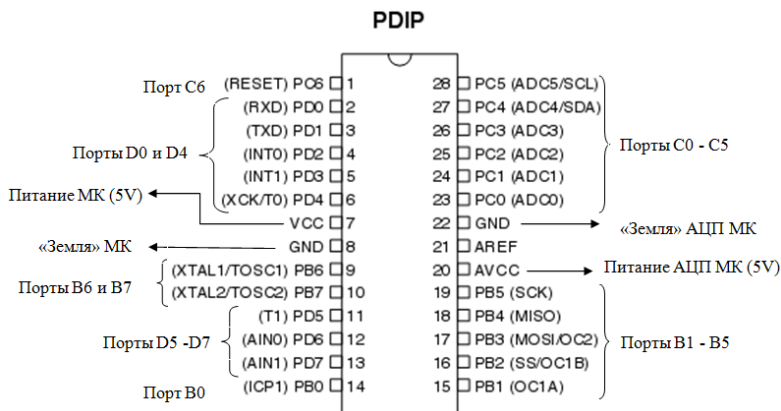 PDIP
Порт C6 (RESET) PC6 1 28 PC5 (ADC5/SCL)
(RXD) PD0 2 27 PC4 (ADC4/SDA)
(TXD) PD1 3 26 PC3 (ADC3)
Порты D0 и D4 (INT0) PD2 4 25 PC2 (ADC2) Порты C0 - C5
(INT1) PD3 5 24 PC1 (ADC1)
(XCK/T0) PD4 6 23 PC0 (ADC0)
Питание МК (5V) VCC 7 22 GND «Земля» АЦП МК
«Земля» МК GND 8 21 AREF
(XTAL1/TOSC1) PB6 9 20 AVCC Питание АЦП МК (5V)
Порты B6 и B7 (XTAL2/TOSC2) PB7 10 19 PB5 (SCK)
(T1) PD5 11 18 PB4 (MISO)
Порты D5 -D7 (AIN0) PD6 12 17 PB3 (MOSI/OC2) Порты B1 - B5
(AIN1) PD7 13 16 PB2 (SS/OC1B)
Порт B0 (ICP1) PB0 14 15 PB1 (OC1A)